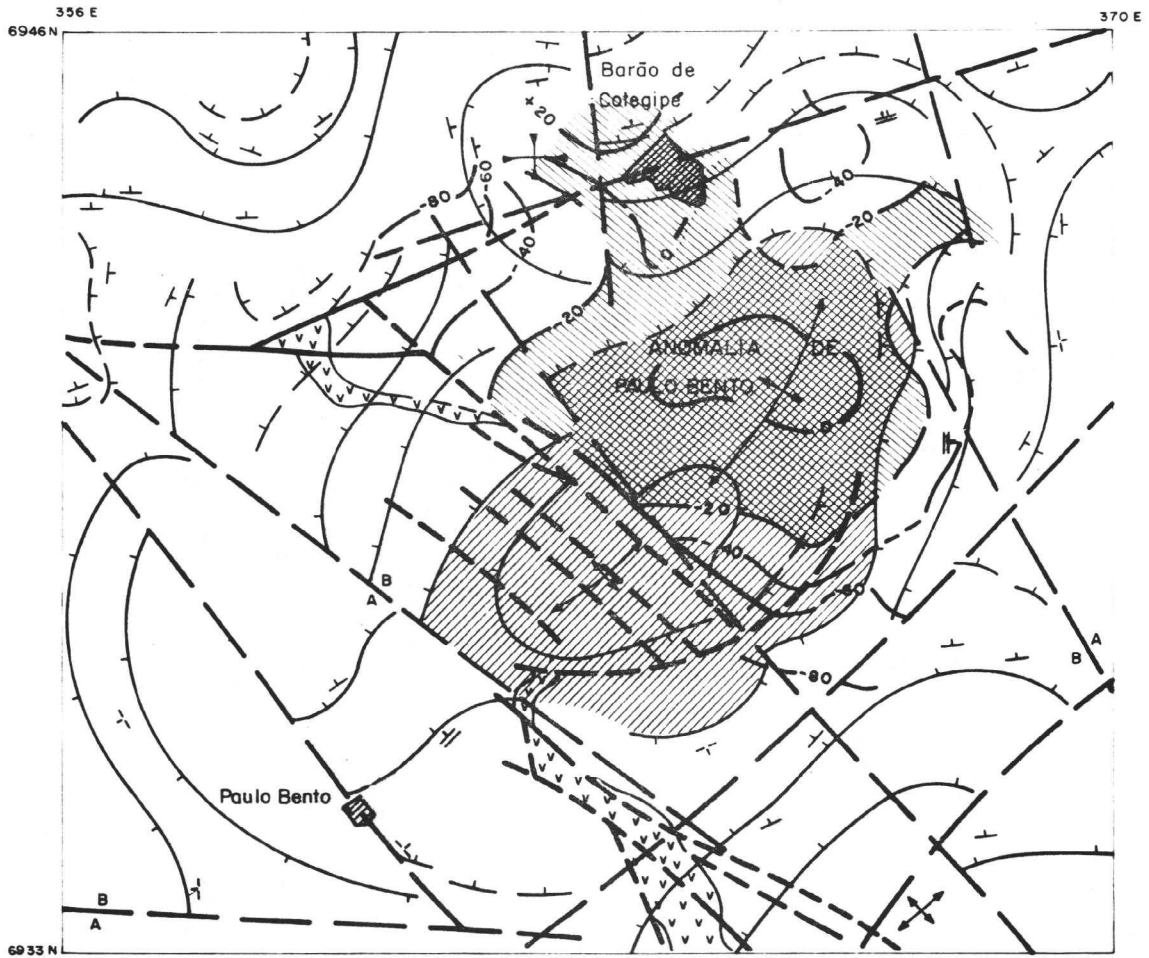 356 E
370 E
6946 N
Barão de
Cotegipe
20
-60
-80
-40
-40
-20
0
-20
ANOMALIA DE
PAULO BENTO
0
-20
-40
-60
B
A
A
B
-80
Paulo Bento
B
A
6933 N